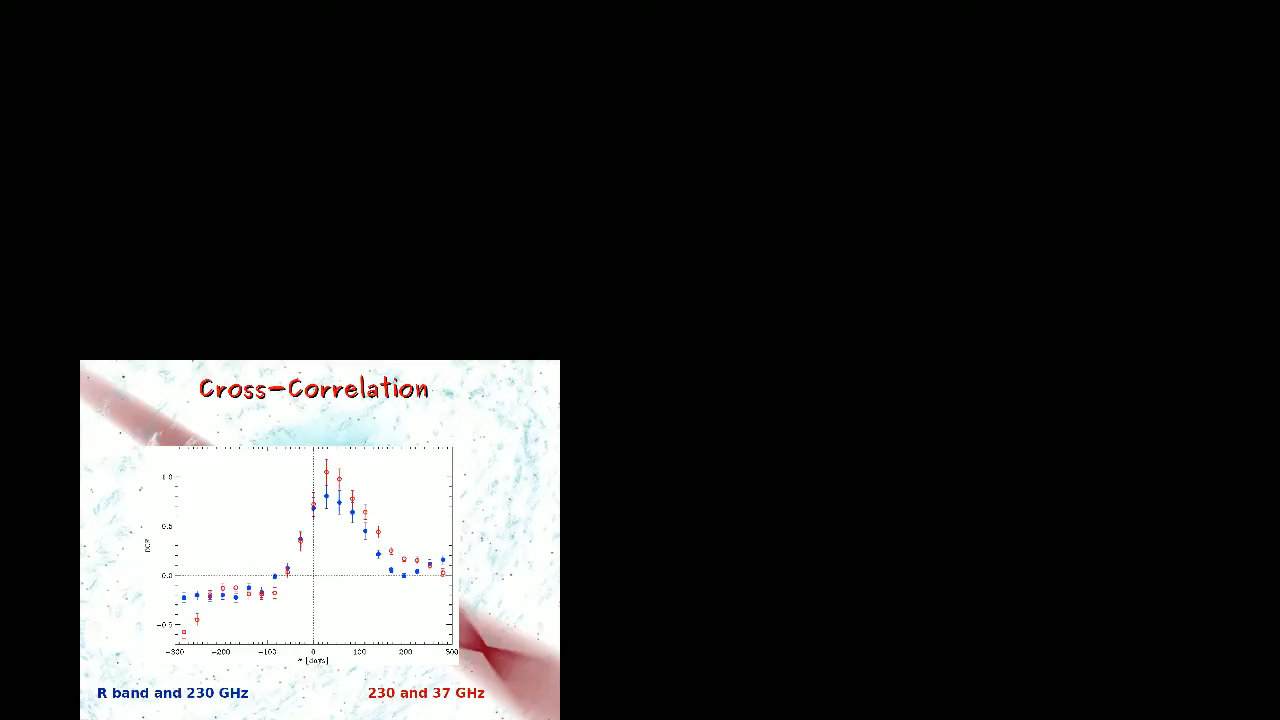 Cross-Correlation
1.0
0.5
0.0
-0.5
DCF
-300 -200 -100 0 100 200 300
τ [days]
R band and 230 GHz
230 and 37 GHz